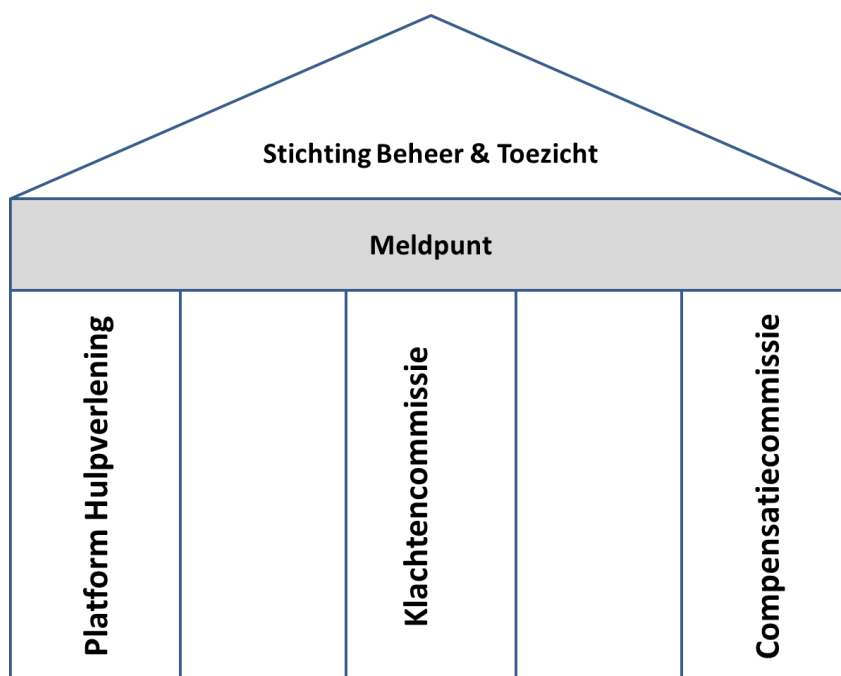 Stichting Beheer & Toezicht
Meldpunt
Platform Hulpverlening
Klachtencommissie
Compensatiecommissie